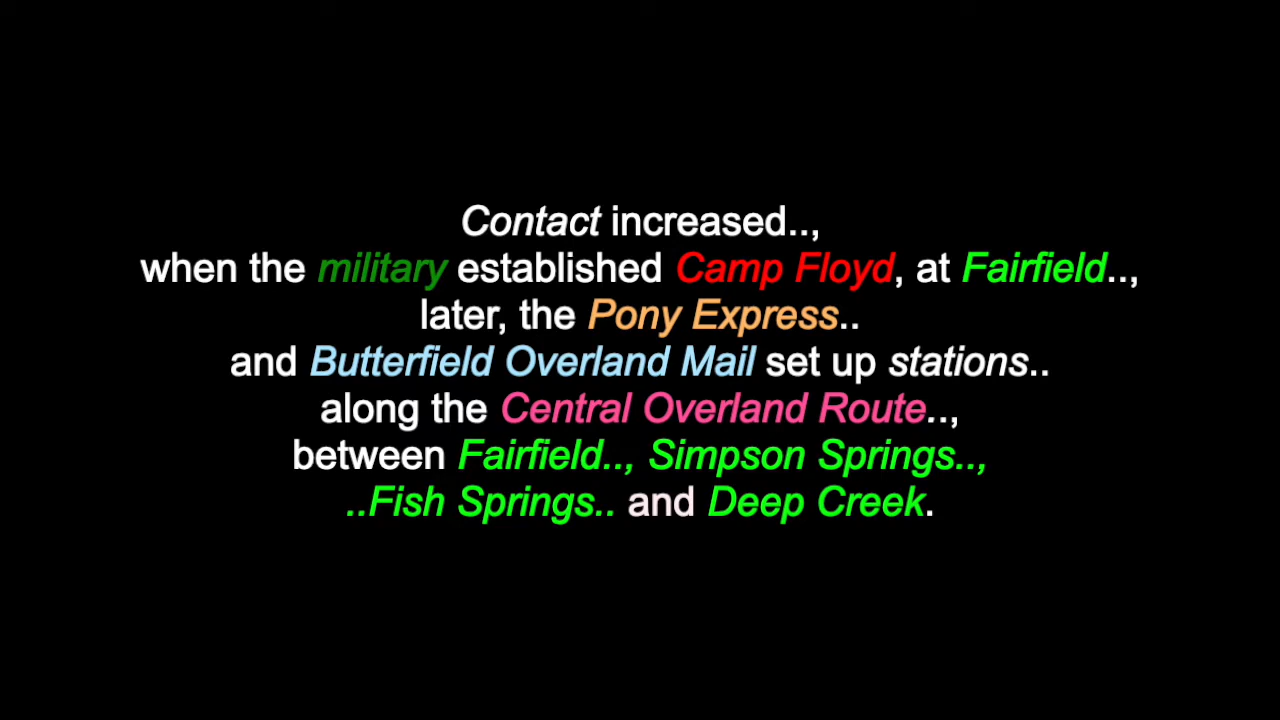 Contact increased..,
when the military established Camp Floyd, at Fairfield..,
later, the Pony Express..
and Butterfield Overland Mail set up stations..
along the Central Overland Route..,
between Fairfield.., Simpson Springs..,
..Fish Springs.. and Deep Creek.